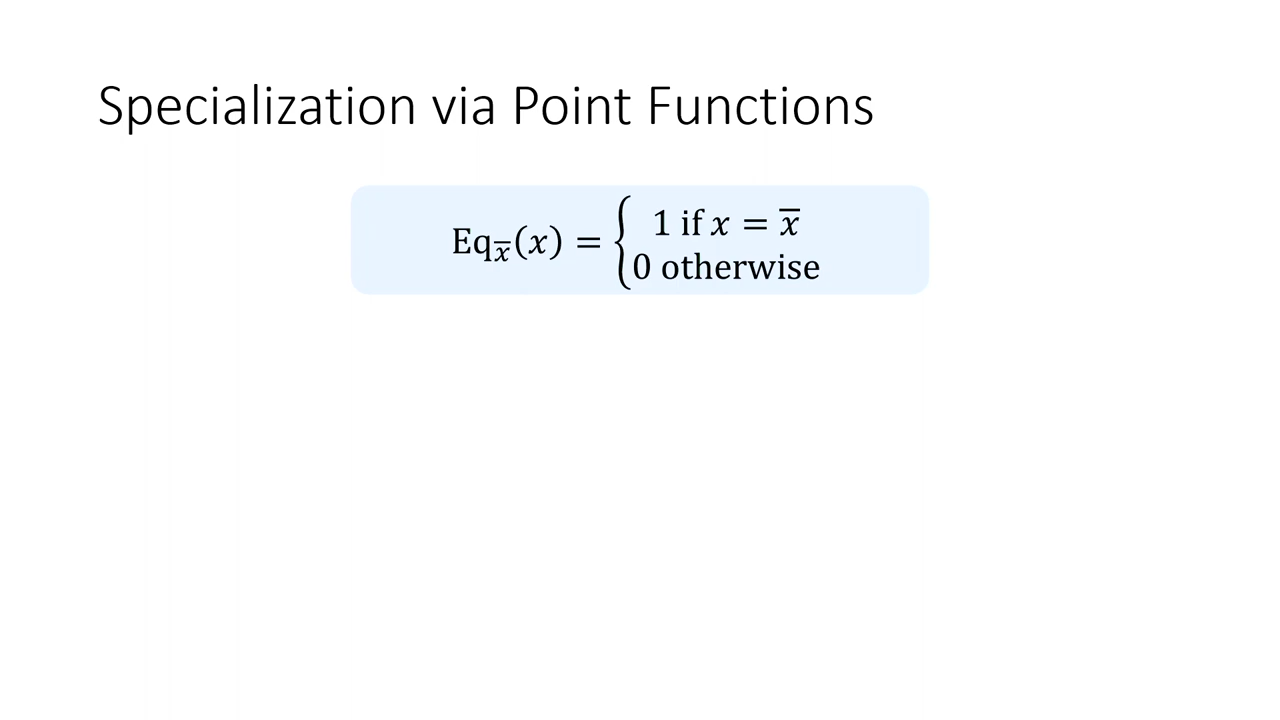 Specialization via Point Functions
Eq_x̅(x) = { 1 if x = x̅
0 otherwise